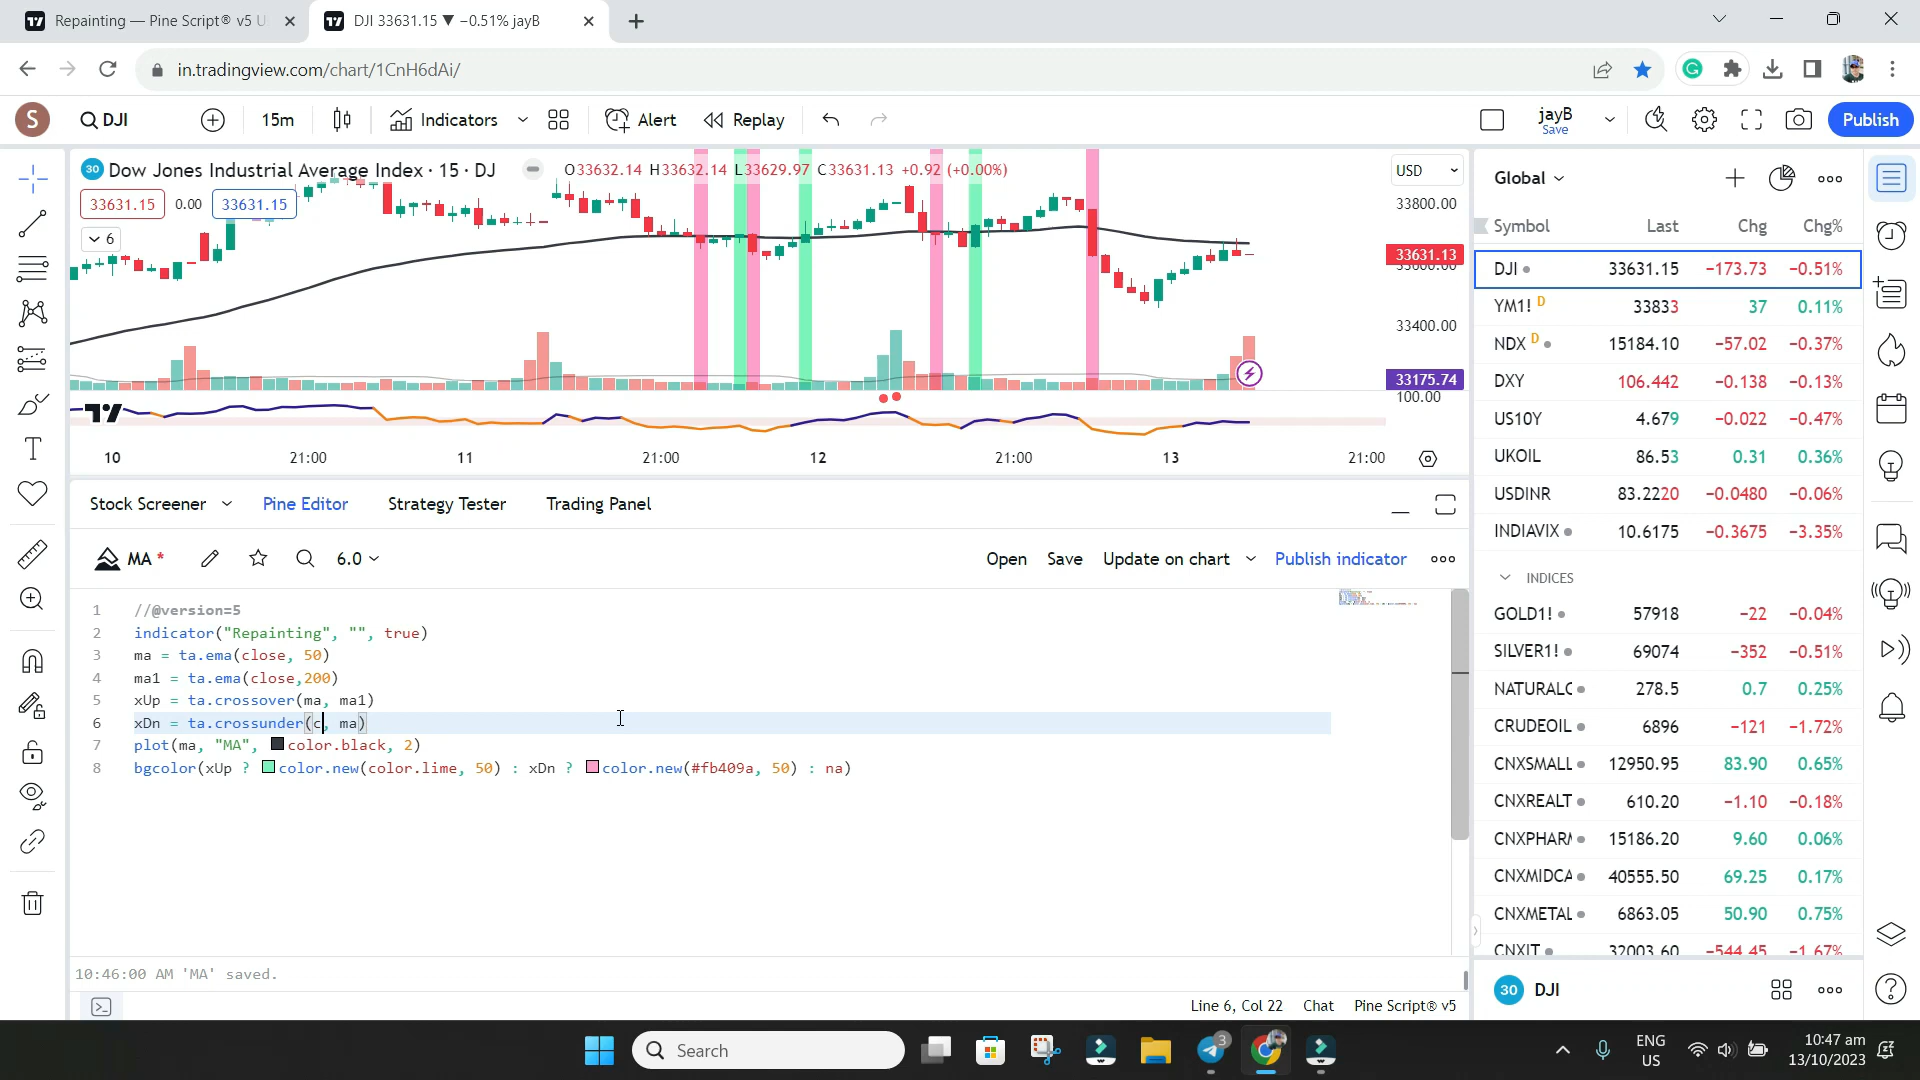 Repainting — Pine Script® v5 U
DJI 33631.15 ▼ −0.51% jayB
in.tradingview.com/chart/1CnH6dAi/
S
DJI
15m
Indicators
Alert
Replay
jayB
Save
Publish
30 Dow Jones Industrial Average Index · 15 · DJ
O33632.14 H33632.14 L33629.97 C33631.13 +0.92 (+0.00%)
USD
33631.15 0.00 33631.15
6
33800.00
33631.13
33600.00
33400.00
33175.74
100.00
10 21:00 11 21:00 12 21:00 13 21:00
Stock Screener
Pine Editor
Strategy Tester
Trading Panel
MA *
6.0
Open
Save
Update on chart
Publish indicator
1 //@version=5
2 indicator("Repainting", "", true)
3 ma = ta.ema(close, 50)
4 ma1 = ta.ema(close,200)
5 xUp = ta.crossover(ma, ma1)
6 xDn = ta.crossunder(c, ma)
7 plot(ma, "MA", color.black, 2)
8 bgcolor(xUp ? color.new(color.lime, 50) : xDn ? color.new(#fb409a, 50) : na)
10:46:00 AM 'MA' saved.
Line 6, Col 22
Chat
Pine Script® v5
Global
Symbol Last Chg Chg%
DJI 33631.15 −173.73 −0.51%
YM1! D 33833 37 0.11%
NDX D 15184.10 −57.02 −0.37%
DXY 106.442 −0.138 −0.13%
US10Y 4.679 −0.022 −0.47%
UKOIL 86.53 0.31 0.36%
USDINR 83.2220 −0.0480 −0.06%
INDIAVIX 10.6175 −0.3675 −3.35%
INDICES
GOLD1! 57918 −22 −0.04%
SILVER1! 69074 −352 −0.51%
NATURALC 278.5 0.7 0.25%
CRUDEOIL 6896 −121 −1.72%
CNXSMALL 12950.95 83.90 0.65%
CNXREALT 610.20 −1.10 −0.18%
CNXPHARM 15186.20 9.60 0.06%
CNXMIDCA 40555.50 69.25 0.17%
CNXMETAL 6863.05 50.90 0.75%
CNXIT 32003.60 −544.45 −1.67%
30 DJI
Search
3
ENG
US
10:47 am
13/10/2023